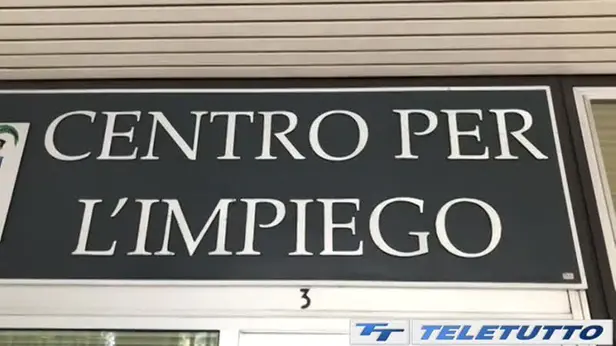 CENTRO PER
L'IMPIEGO
3
TT TELETUTTO